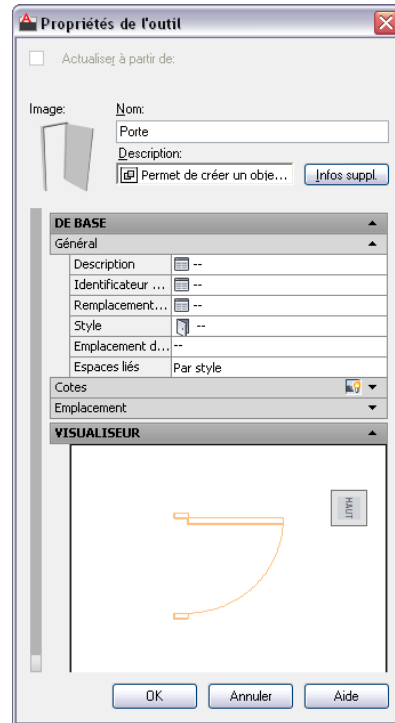 Propriétés de l'outil
Actualiser à partir de:
Image:
Nom:
Porte
Description:
Permet de créer un obje...
Infos suppl.
DE BASE
Général
Description --
Identificateur ... --
Remplacement... --
Style --
Emplacement d... --
Espaces liés Par style
Cotes
Emplacement
VISUALISEUR
HAUT
OK Annuler Aide